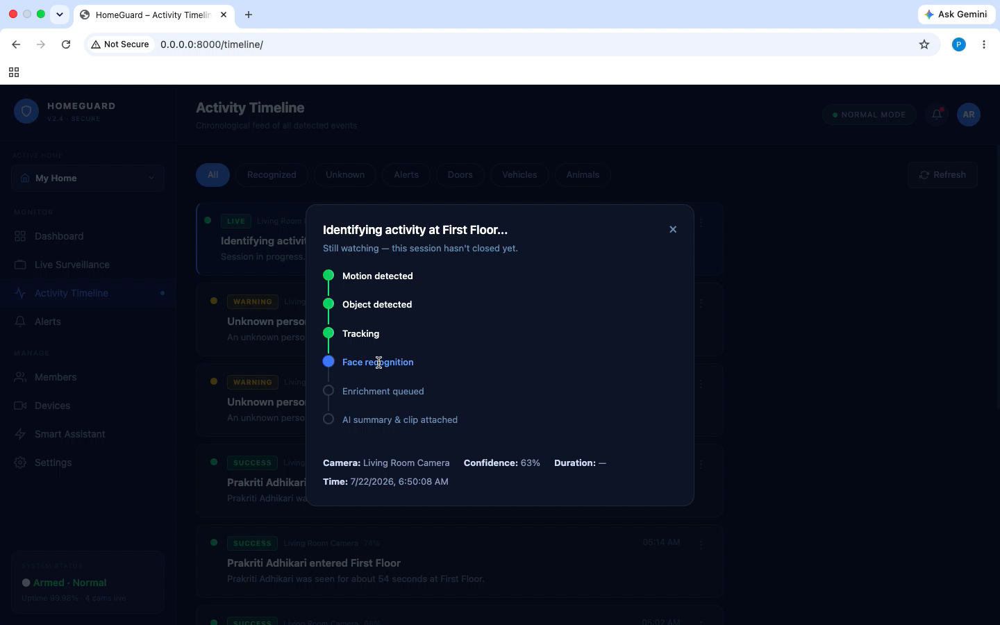 HomeGuard – Activity Timelin
Ask Gemini
Not Secure
0.0.0.0:8000/timeline/
P
HOMEGUARD
V2.4 · SECURE
Activity Timeline
Chronological feed of all detected events
NORMAL MODE
AR
ACTIVE HOME
My Home
All
Recognized
Unknown
Alerts
Doors
Vehicles
Animals
Refresh
MONITOR
Dashboard
Live Surveillance
Activity Timeline
Alerts
MANAGE
Members
Devices
Smart Assistant
Settings
SYSTEM STATUS
Armed · Normal
Uptime 99.98% · 4 cams live
LIVE Living Room
Identifying activit
Session in progress.
WARNING Living
Unknown perso
An unknown perso
WARNING Living
Unknown perso
An unknown perso
SUCCESS Living
Prakriti Adhikari
Prakriti Adhikari wa
SUCCESS Living Room Camera 74% 05:14 AM
Prakriti Adhikari entered First Floor
Prakriti Adhikari was seen for about 54 seconds at First Floor.
SUCCESS Living Room Camera 05:02 AM
Identifying activity at First Floor...
Still watching — this session hasn't closed yet.
Motion detected
Object detected
Tracking
Face recognition
Enrichment queued
AI summary & clip attached
Camera: Living Room Camera Confidence: 63% Duration: —
Time: 7/22/2026, 6:50:08 AM